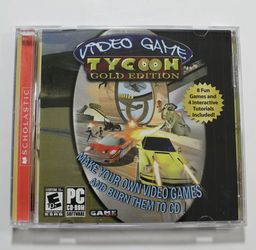 VIDEO GAME
TYCOON
GOLD EDITION
8 Fun
Games and
4 Interactive
Tutorials
Included!
SCHOLASTIC
MAKE YOUR OWN VIDEO GAMES
AND BURN THEM TO CD!
E
ESRB
PC
CD-ROM
SOFTWARE
GAME